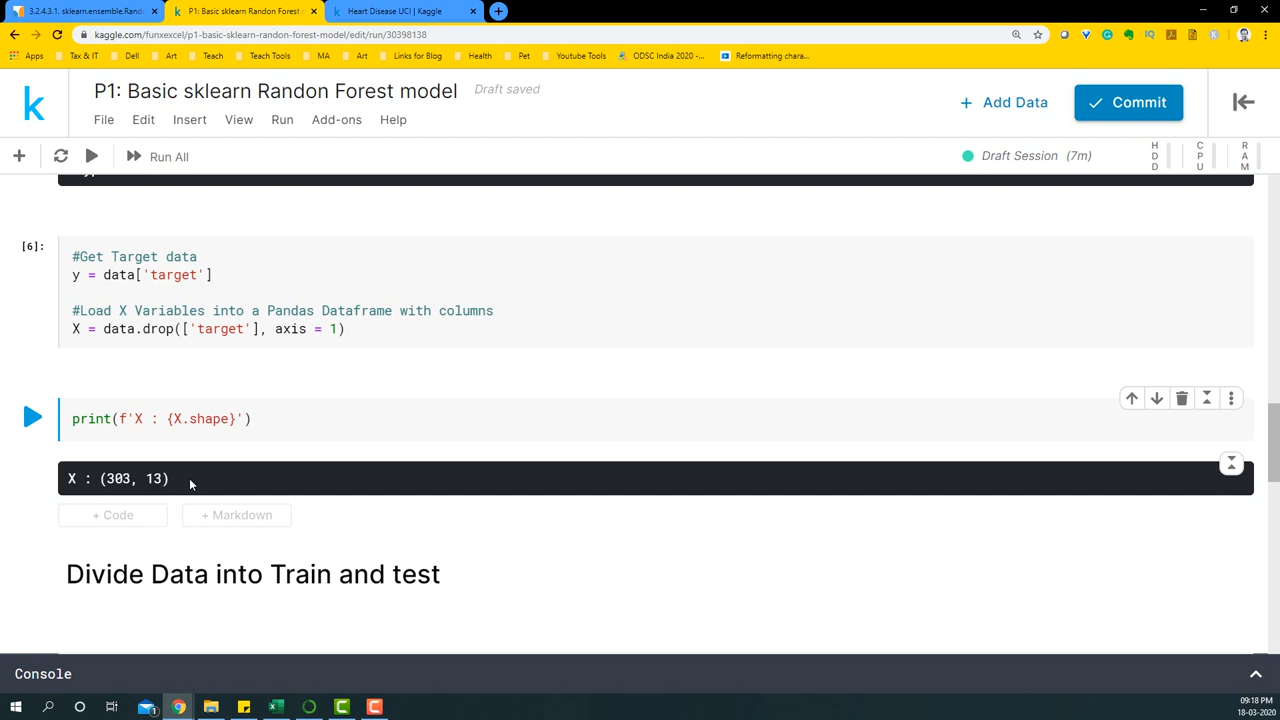 3.2.4.3.1. sklearn.ensemble.Rand
P1: Basic sklearn Randon Forest
Heart Disease UCI | Kaggle
kaggle.com/funxexcel/p1-basic-sklearn-random-forest-model/edit/run/30398138
Apps Tax & IT Dell Art Teach Teach Tools MA Art Links for Blog Health Pet Youtube Tools ODSC India 2020 -... Reformatting chara...
k P1: Basic sklearn Randon Forest model Draft saved
+ Add Data Commit
File Edit Insert View Run Add-ons Help
Run All Draft Session (7m) HDD CPU RAM
[6]:
#Get Target data
y = data['target']
#Load X Variables into a Pandas Dataframe with columns
X = data.drop(['target'], axis = 1)
print(f'X : {X.shape}')
X : (303, 13)
+ Code + Markdown
Divide Data into Train and test
Console
09:18 PM
18-03-2020